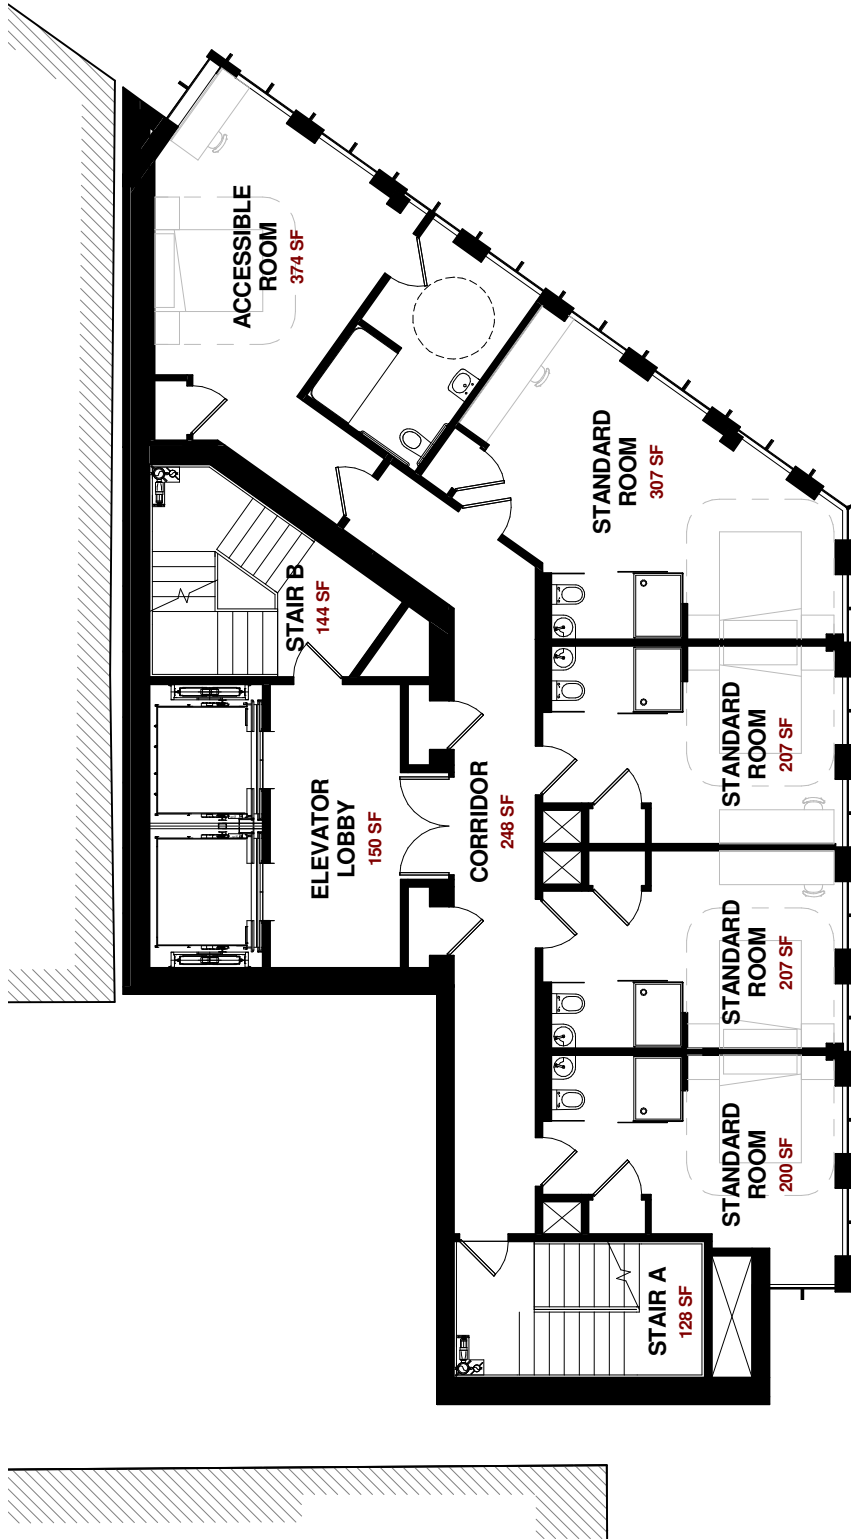 ACCESSIBLE
ROOM
374 SF
STANDARD
ROOM
307 SF
STAIR B
144 SF
STANDARD
ROOM
207 SF
ELEVATOR
LOBBY
150 SF
CORRIDOR
248 SF
STANDARD
ROOM
207 SF
STANDARD
ROOM
200 SF
STAIR A
128 SF